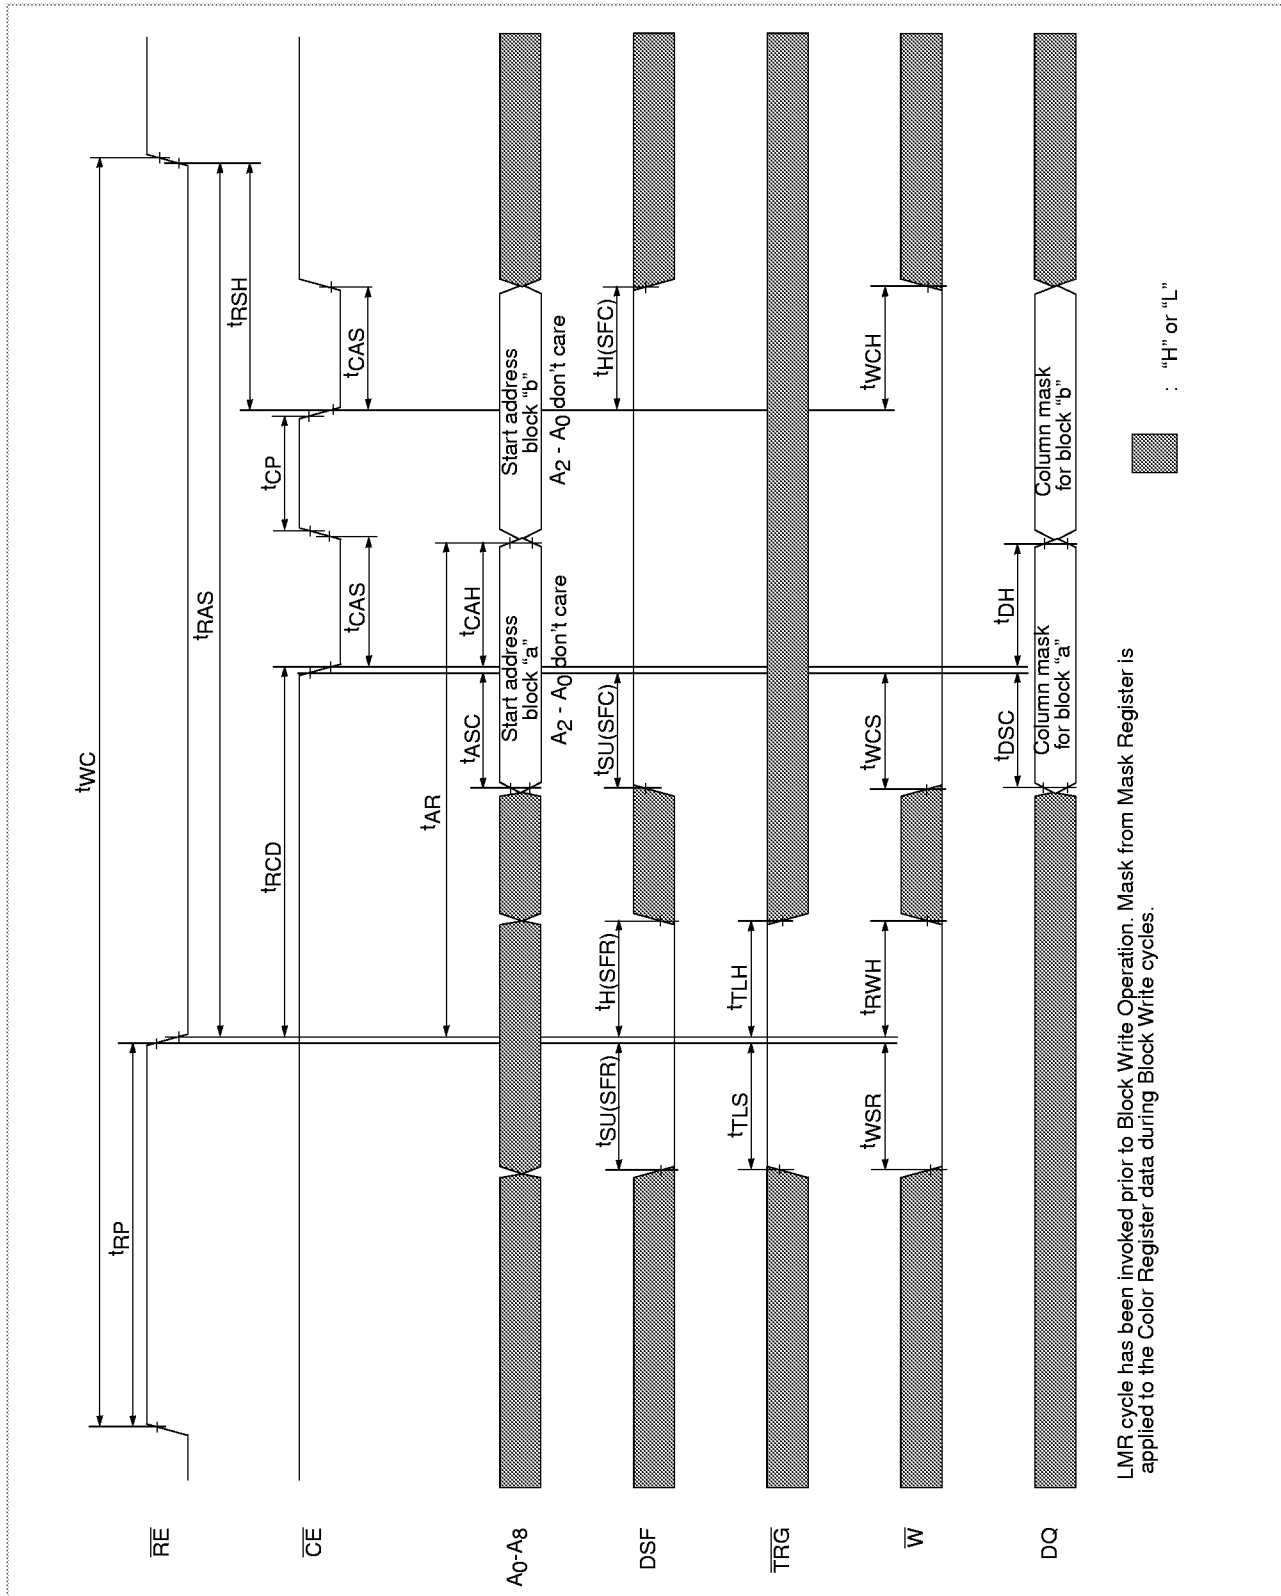 RE
tRP
tWC
tRAS
tRSH
CE
tRCD
tCAS
tCP
tCAS
A0-A8
tAR
tASC
tCAH
Start address
block "a"
A2 - A0 don't care
Start address
block "b"
A2 - A0 don't care
DSF
tSU(SFR)
tH(SFR)
tSU(SFC)
tH(SFC)
TRG
tTLS
tTLH
W
tWSR
tRWH
tWCS
tWCH
DQ
tDSC
tDH
Column mask
for block "a"
Column mask
for block "b"
: "H" or "L"
LMR cycle has been invoked prior to Block Write Operation. Mask from Mask Register is
applied to the Color Register data during Block Write cycles.